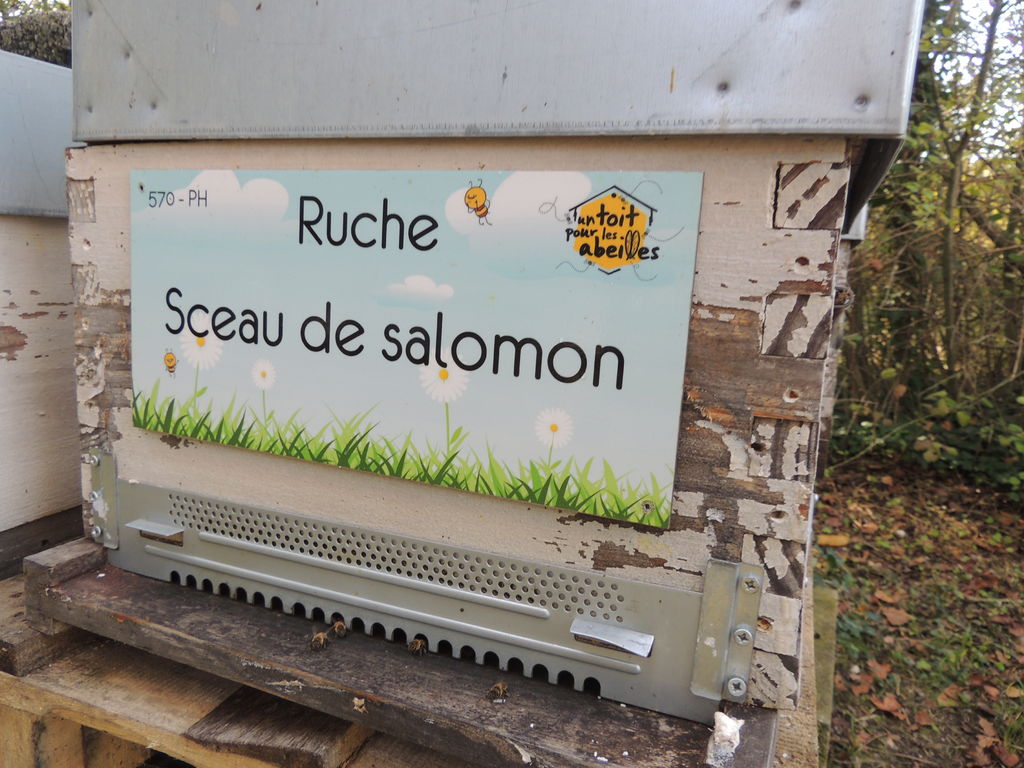 570 - PH
Ruche
un toit
pour les
abeilles
Sceau de salomon